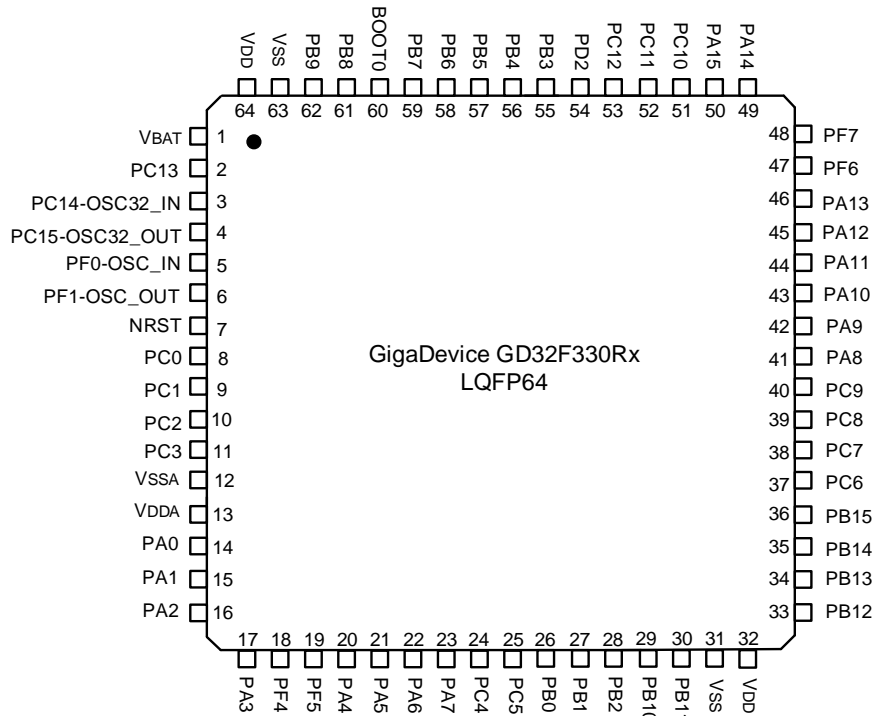 VDD
VSS
PB9
PB8
BOOT0
PB7
PB6
PB5
PB4
PB3
PD2
PC12
PC11
PC10
PA15
PA14
64
63
62
61
60
59
58
57
56
55
54
53
52
51
50
49
VBAT 1
PC13 2
PC14-OSC32_IN 3
PC15-OSC32_OUT 4
PF0-OSC_IN 5
PF1-OSC_OUT 6
NRST 7
PC0 8
PC1 9
PC2 10
PC3 11
VSSA 12
VDDA 13
PA0 14
PA1 15
PA2 16
GigaDevice GD32F330Rx
LQFP64
48 PF7
47 PF6
46 PA13
45 PA12
44 PA11
43 PA10
42 PA9
41 PA8
40 PC9
39 PC8
38 PC7
37 PC6
36 PB15
35 PB14
34 PB13
33 PB12
17
18
19
20
21
22
23
24
25
26
27
28
29
30
31
32
PA3
PF4
PF5
PA4
PA5
PA6
PA7
PC4
PC5
PB0
PB1
PB2
PB10
VSS
VDD